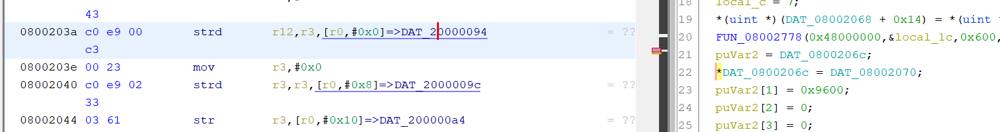 43
0800203a c0 e9 00 strd r12,r3,[r0,#0x0]=>DAT_20000094 = ??
c3
0800203e 00 23 mov r3,#0x0
08002040 c0 e9 02 strd r3,r3,[r0,#0x8]=>DAT_2000009c = ??
33
08002044 03 61 str r3,[r0,#0x10]=>DAT_200000a4 = ??
18 local_c = 7;
19 *(uint *)(DAT_08002068 + 0x14) = *(uint
20 FUN_08002778(0x48000000,&local_1c,0x600,
21 puVar2 = DAT_0800206c;
22 *DAT_0800206c = DAT_08002070;
23 puVar2[1] = 0x9600;
24 puVar2[2] = 0;
25 puVar2[3] = 0;